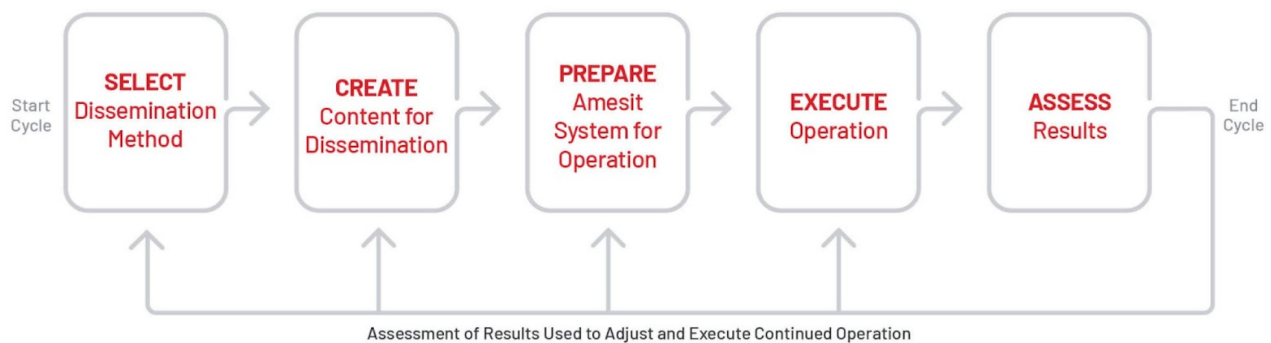 Start
Cycle
SELECT
Dissemination
Method
CREATE
Content for
Dissemination
PREPARE
Amesit
System for
Operation
EXECUTE
Operation
ASSESS
Results
End
Cycle
Assessment of Results Used to Adjust and Execute Continued Operation